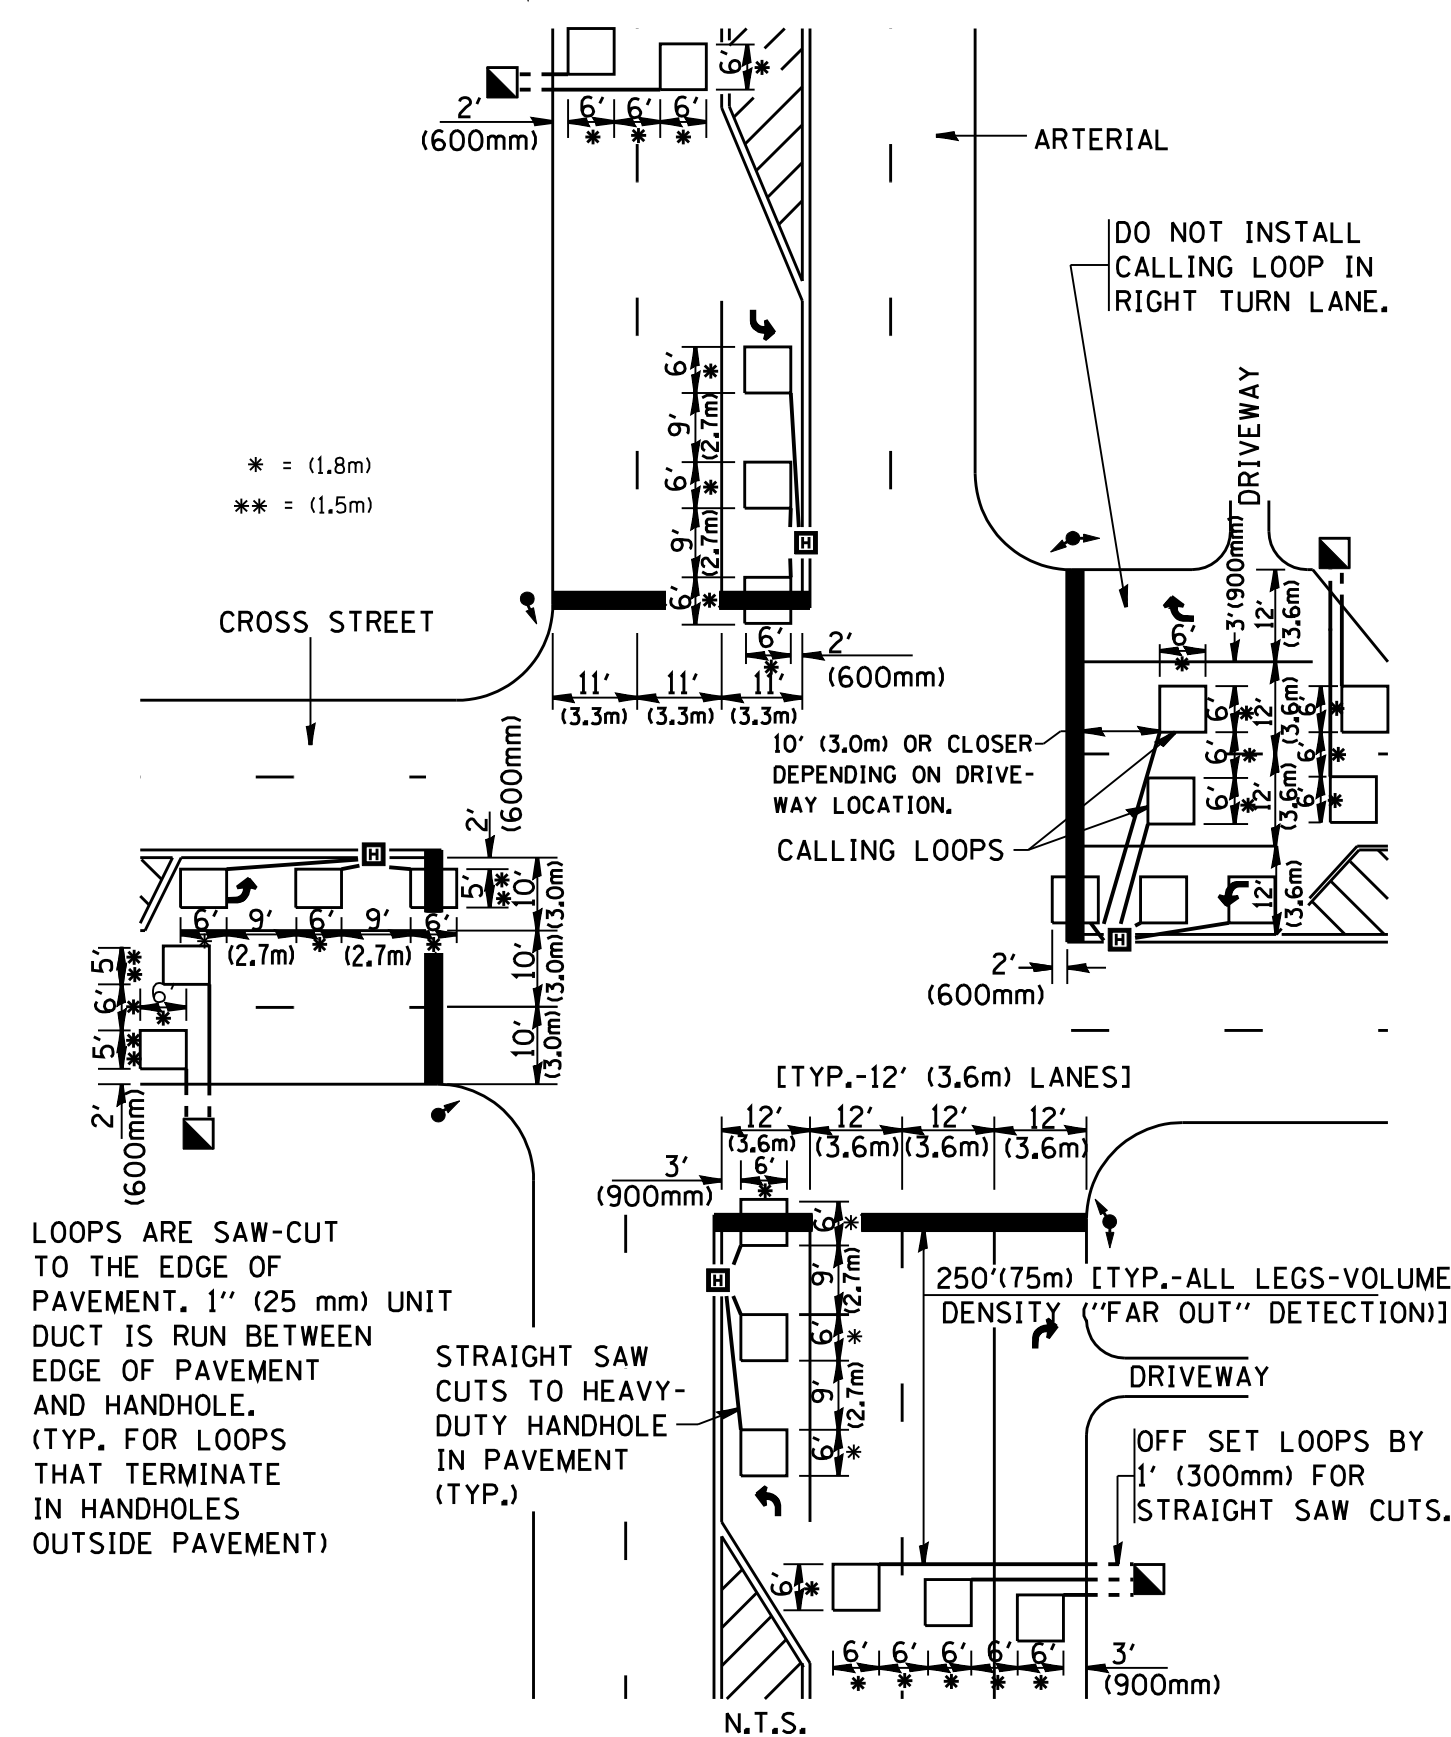 6'
*
2'
(600mm)
6' 6' 6'
* * *
ARTERIAL
DO NOT INSTALL
CALLING LOOP IN
RIGHT TURN LANE.
DRIVEWAY
6' *
9' (2.7m)
6' *
9' (2.7m)
6' *
H
* = (1.8m)
** = (1.5m)
CROSS STREET
6'
*
2'
(600mm)
11' 11' 11'
(3.3m) (3.3m) (3.3m)
3'(900mm)
12' (3.6m)
6'
*
6' * 12' (3.6m) 6' *
6' * 6' *
6' * 12' (3.6m) 6' *
12' (3.6m)
10' (3.0m) OR CLOSER
DEPENDING ON DRIVE-
WAY LOCATION.
CALLING LOOPS
H
2'
(600mm)
2' (600mm)
H
5' ** 10' (3.0m)
6' 9' 6' 9' 6'
* (2.7m) * (2.7m) *
5' ** 10' (3.0m)
6' * 6' *
5' ** 10' (3.0m)
2' (600mm)
[TYP.-12' (3.6m) LANES]
12' 12' 12' 12'
(3.6m) (3.6m) (3.6m) (3.6m)
3'
(900mm)
6'
*
6' *
9' (2.7m)
H
6' *
9' (2.7m)
6' *
250'(75m) [TYP.-ALL LEGS-VOLUME
DENSITY ("FAR OUT" DETECTION)]
DRIVEWAY
LOOPS ARE SAW-CUT
TO THE EDGE OF
PAVEMENT. 1" (25 mm) UNIT
DUCT IS RUN BETWEEN
EDGE OF PAVEMENT
AND HANDHOLE.
(TYP. FOR LOOPS
THAT TERMINATE
IN HANDHOLES
OUTSIDE PAVEMENT)
STRAIGHT SAW
CUTS TO HEAVY-
DUTY HANDHOLE
IN PAVEMENT
(TYP.)
OFF SET LOOPS BY
1' (300mm) FOR
STRAIGHT SAW CUTS.
6' *
6' 6' 6' 6' 6'
* * * * *
3'
(900mm)
N.T.S.